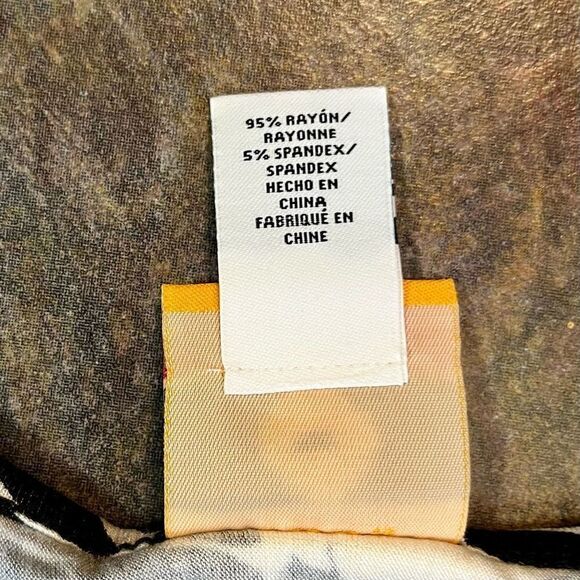 95% RAYÓN/
RAYONNE
5% SPANDEX/
SPANDEX
HECHO EN
CHINA
FABRIQUÉ EN
CHINE